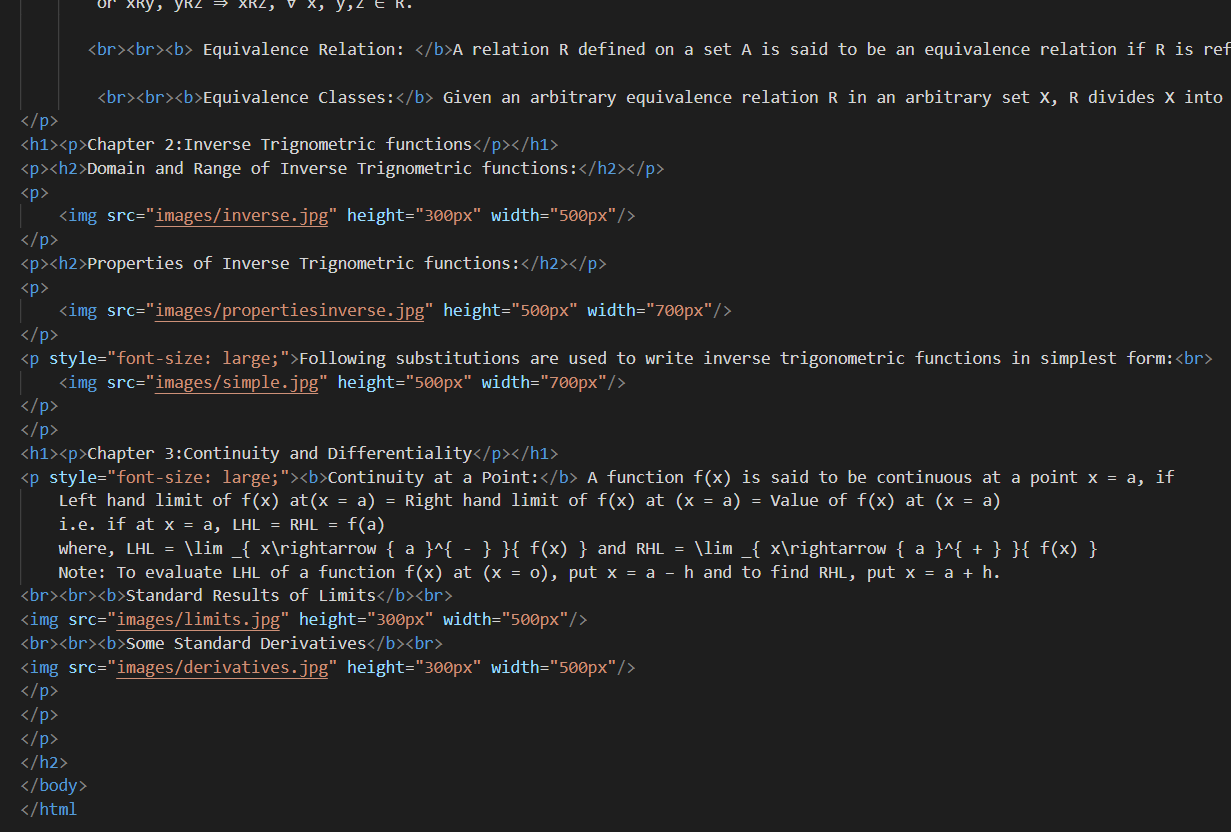 or xRy, yRz ⇒ xRz, ∀ x, y,z ∈ R.
<br><br><b> Equivalence Relation: </b>A relation R defined on a set A is said to be an equivalence relation if R is ref
<br><br><b>Equivalence Classes:</b> Given an arbitrary equivalence relation R in an arbitrary set X, R divides X into
</p>
<h1><p>Chapter 2:Inverse Trignometric functions</p></h1>
<p><h2>Domain and Range of Inverse Trignometric functions:</h2></p>
<p>
<img src="images/inverse.jpg" height="300px" width="500px"/>
</p>
<p><h2>Properties of Inverse Trignometric functions:</h2></p>
<p>
<img src="images/propertiesinverse.jpg" height="500px" width="700px"/>
</p>
<p style="font-size: large;">Following substitutions are used to write inverse trigonometric functions in simplest form:<br>
<img src="images/simple.jpg" height="500px" width="700px"/>
</p>
</p>
<h1><p>Chapter 3:Continuity and Differentiality</p></h1>
<p style="font-size: large;"><b>Continuity at a Point:</b> A function f(x) is said to be continuous at a point x = a, if
Left hand limit of f(x) at(x = a) = Right hand limit of f(x) at (x = a) = Value of f(x) at (x = a)
i.e. if at x = a, LHL = RHL = f(a)
where, LHL = \lim _{ x\rightarrow { a }^{ - } }{ f(x) } and RHL = \lim _{ x\rightarrow { a }^{ + } }{ f(x) }
Note: To evaluate LHL of a function f(x) at (x = o), put x = a – h and to find RHL, put x = a + h.
<br><br><b>Standard Results of Limits</b><br>
<img src="images/limits.jpg" height="300px" width="500px"/>
<br><br><b>Some Standard Derivatives</b><br>
<img src="images/derivatives.jpg" height="300px" width="500px"/>
</p>
</p>
</p>
</h2>
</body>
</html